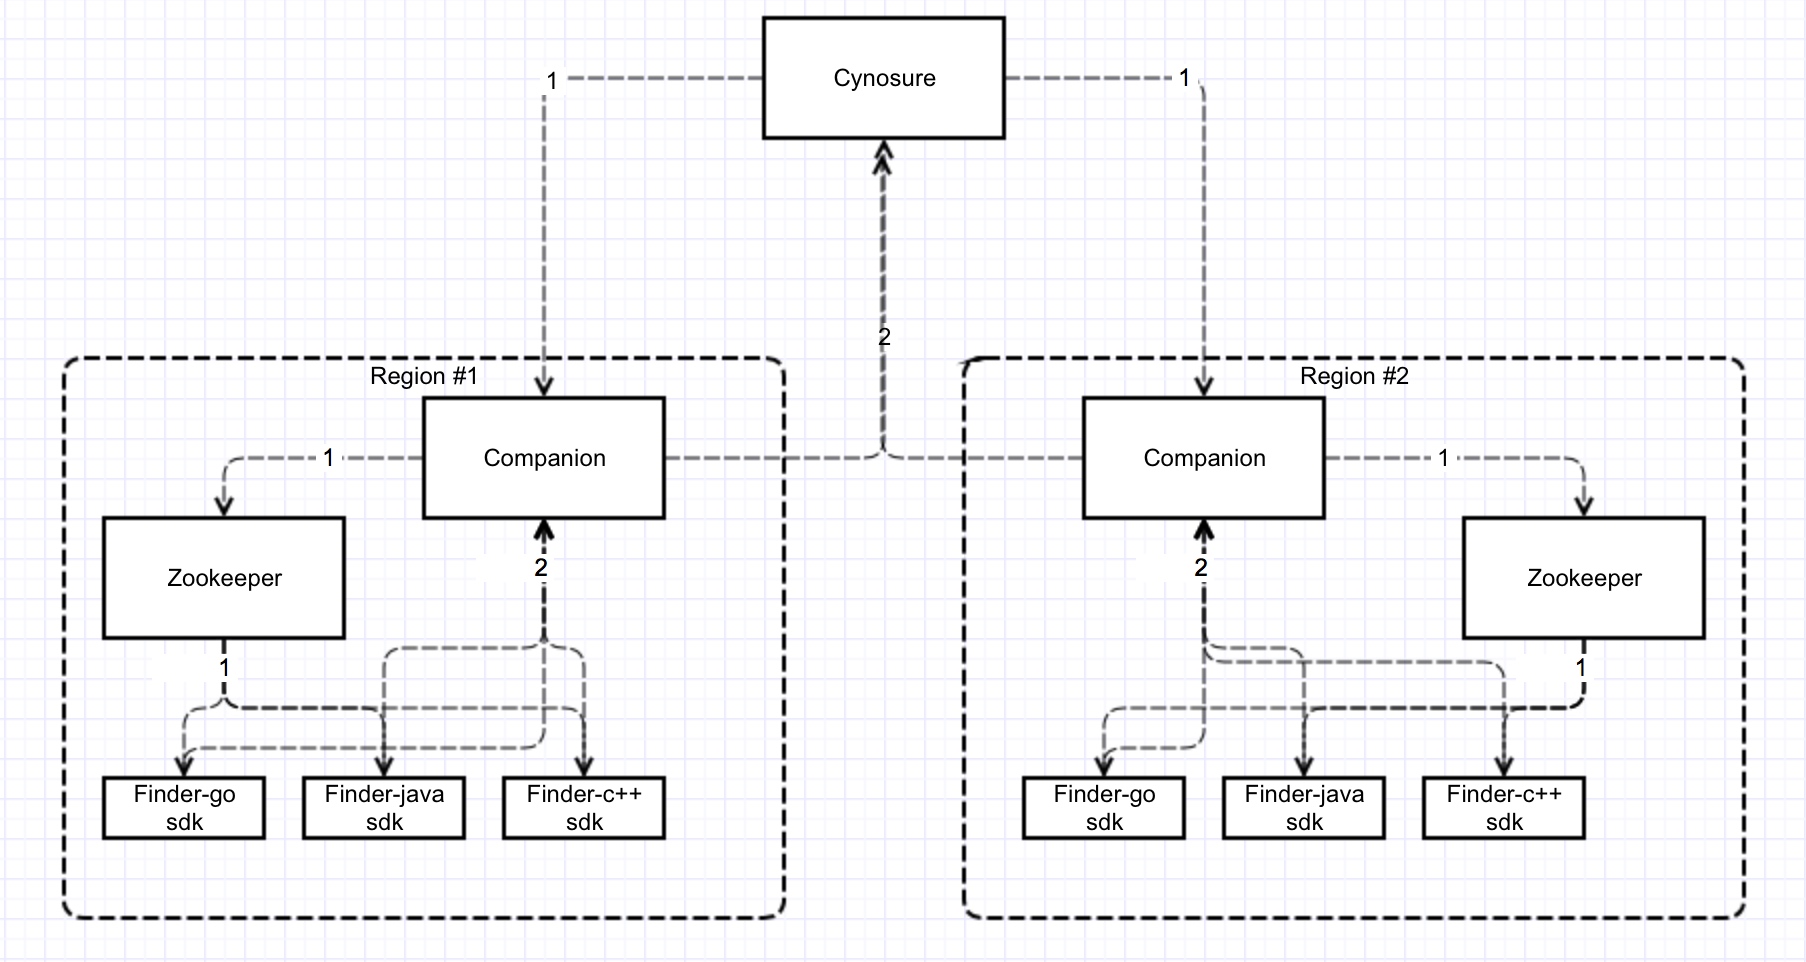 Cynosure
1
1
2
Region #1
Region #2
Companion
Companion
1
1
Zookeeper
2
2
Zookeeper
1
1
Finder-go
sdk
Finder-java
sdk
Finder-c++
sdk
Finder-go
sdk
Finder-java
sdk
Finder-c++
sdk